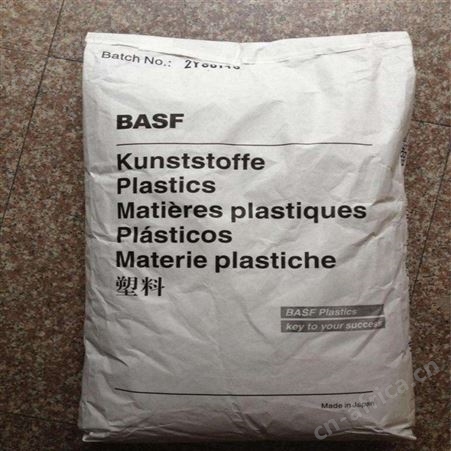 Batch No.:
BASF
Kunststoffe
Plastics
Matières plastiques
Plásticos
Materie plastiche
塑料
BASF Plastics
key to your success
Made in Japan